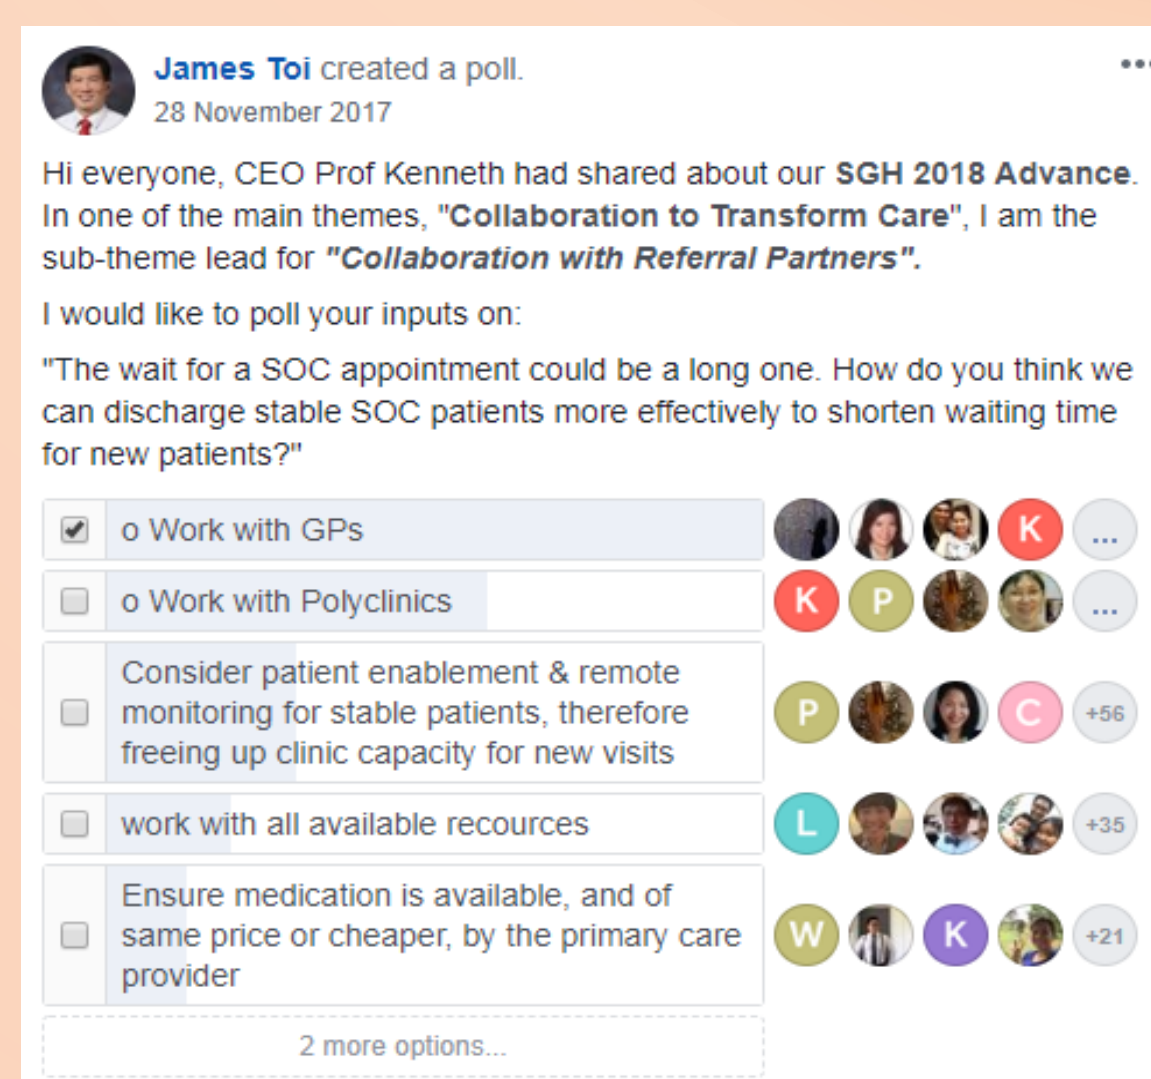 James Toi created a poll.
28 November 2017
Hi everyone, CEO Prof Kenneth had shared about our SGH 2018 Advance.
In one of the main themes, "Collaboration to Transform Care", I am the
sub-theme lead for "Collaboration with Referral Partners".
I would like to poll your inputs on:
"The wait for a SOC appointment could be a long one. How do you think we
can discharge stable SOC patients more effectively to shorten waiting time
for new patients?"
o Work with GPs
K ...
o Work with Polyclinics
K P ...
Consider patient enablement & remote
monitoring for stable patients, therefore
freeing up clinic capacity for new visits
P C +56
work with all available recources
L +35
Ensure medication is available, and of
same price or cheaper, by the primary care
provider
W K +21
2 more options...